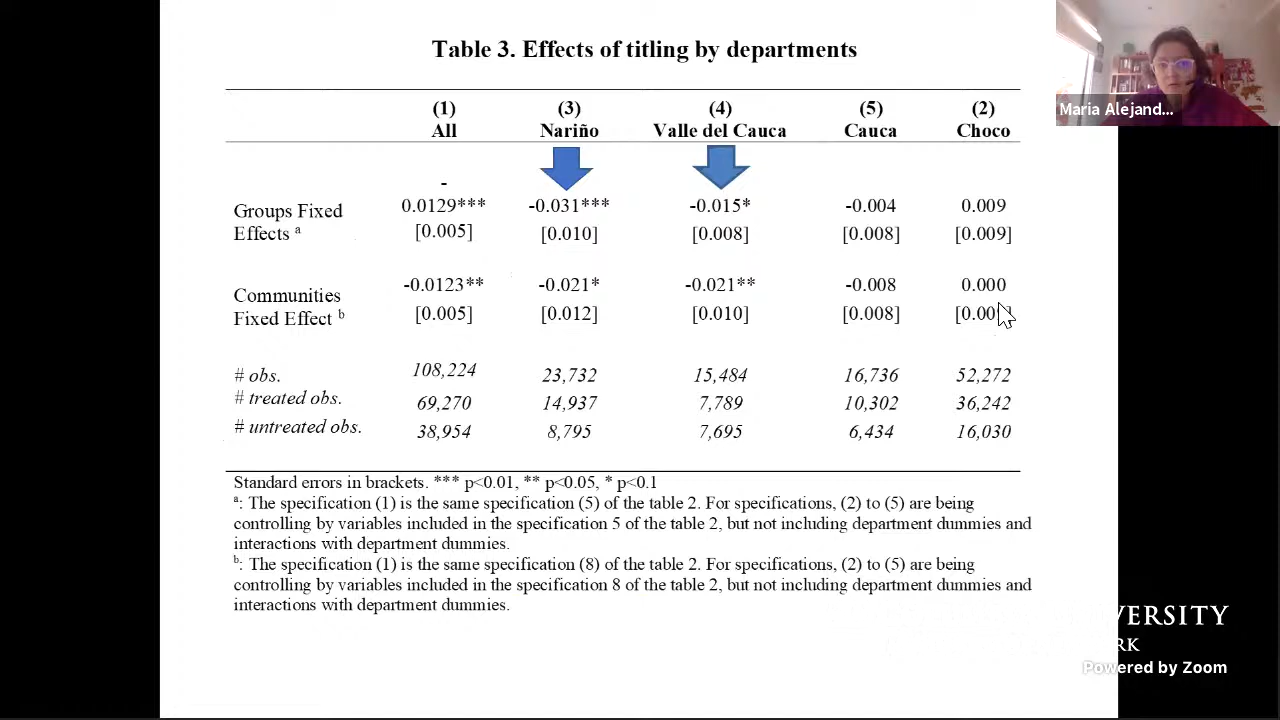 Table 3. Effects of titling by departments
(1) (3) (4) (5) (2)
All Nariño Valle del Cauca Cauca Choco
-
Groups Fixed 0.0129*** -0.031*** -0.015* -0.004 0.009
Effects a [0.005] [0.010] [0.008] [0.008] [0.009]
-0.0123** -0.021* -0.021** -0.008 0.000
Communities
Fixed Effect b [0.005] [0.012] [0.010] [0.008]
# obs. 108,224 23,732 15,484 16,736 52,272
# treated obs. 69,270 14,937 7,789 10,302 36,242
# untreated obs. 38,954 8,795 7,695 6,434 16,030
Standard errors in brackets. *** p<0.01, ** p<0.05, * p<0.1
a: The specification (1) is the same specification (5) of the table 2. For specifications, (2) to (5) are being
controlling by variables included in the specification 5 of the table 2, but not including department dummies and
interactions with department dummies.
b: The specification (1) is the same specification (8) of the table 2. For specifications, (2) to (5) are being
controlling by variables included in the specification 8 of the table 2, but not including department dummies and
interactions with department dummies.
Maria Alejand...
VERSITY
RK
Powered by Zoom